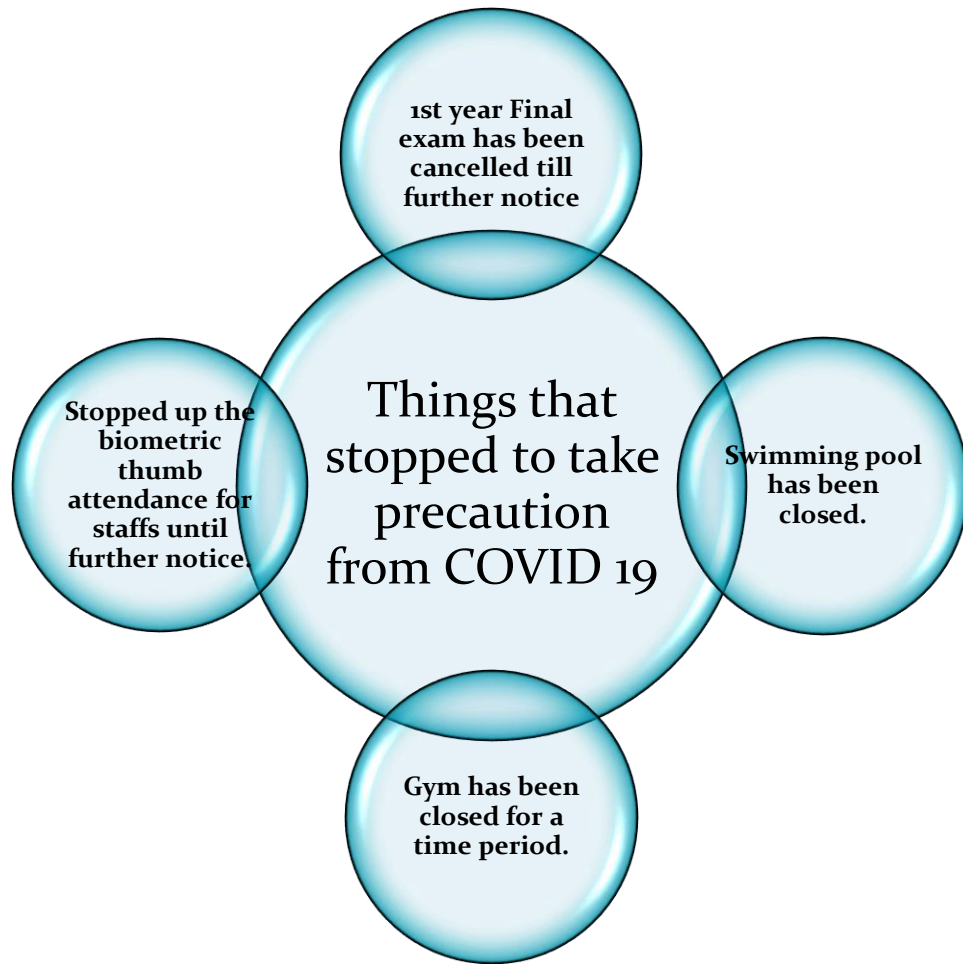 1st year Final
exam has been
cancelled till
further notice
Stopped up the
biometric
thumb
attendance for
staffs until
further notice.
Things that
stopped to take
precaution
from COVID 19
Swimming pool
has been
closed.
Gym has been
closed for a
time period.